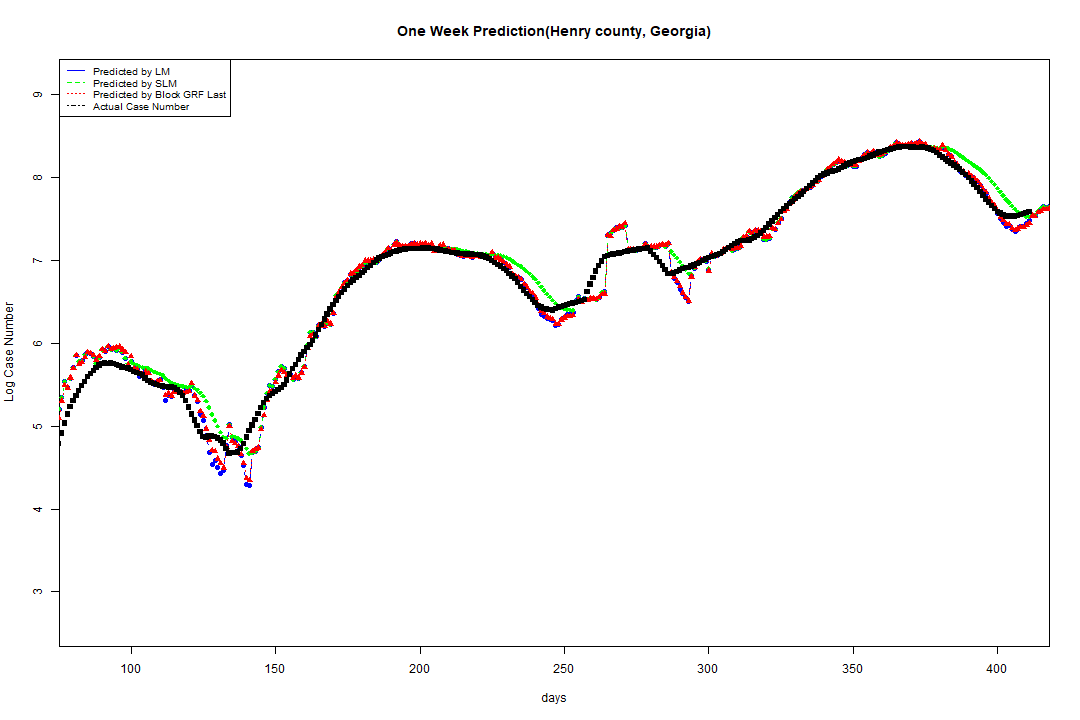 One Week Prediction(Henry county, Georgia)
Predicted by LM
Predicted by SLM
Predicted by Block GRF Last
Actual Case Number
Log Case Number
9
8
7
6
5
4
3
100 150 200 250 300 350 400
days